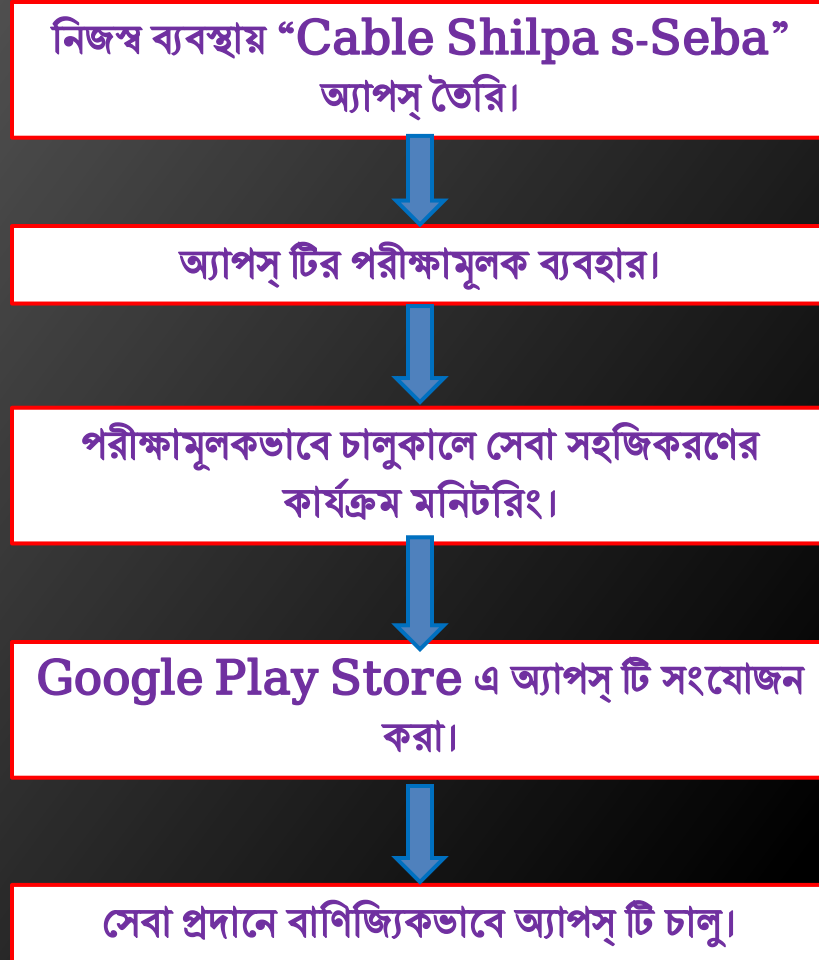 নিজস্ব ব্যবস্থায় “Cable Shilpa s-Seba”
অ্যাপস্ তৈরি।
অ্যাপস্ টির পরীক্ষামূলক ব্যবহার।
পরীক্ষামূলকভাবে চালুকালে সেবা সহজিকরণের
কার্যক্রম মনিটরিং।
Google Play Store এ অ্যাপস্ টি সংযোজন
করা।
সেবা প্রদানে বাণিজ্যিকভাবে অ্যাপস্ টি চালু।